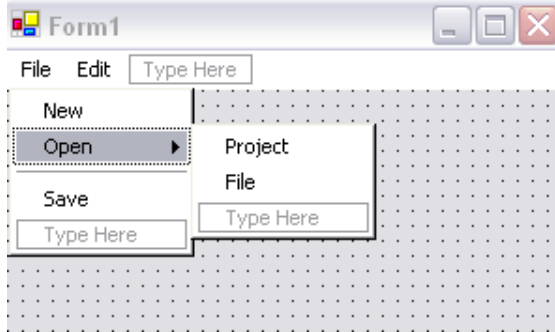 Form1
File Edit Type Here
New
Open Project
File
Save
Type Here
Type Here